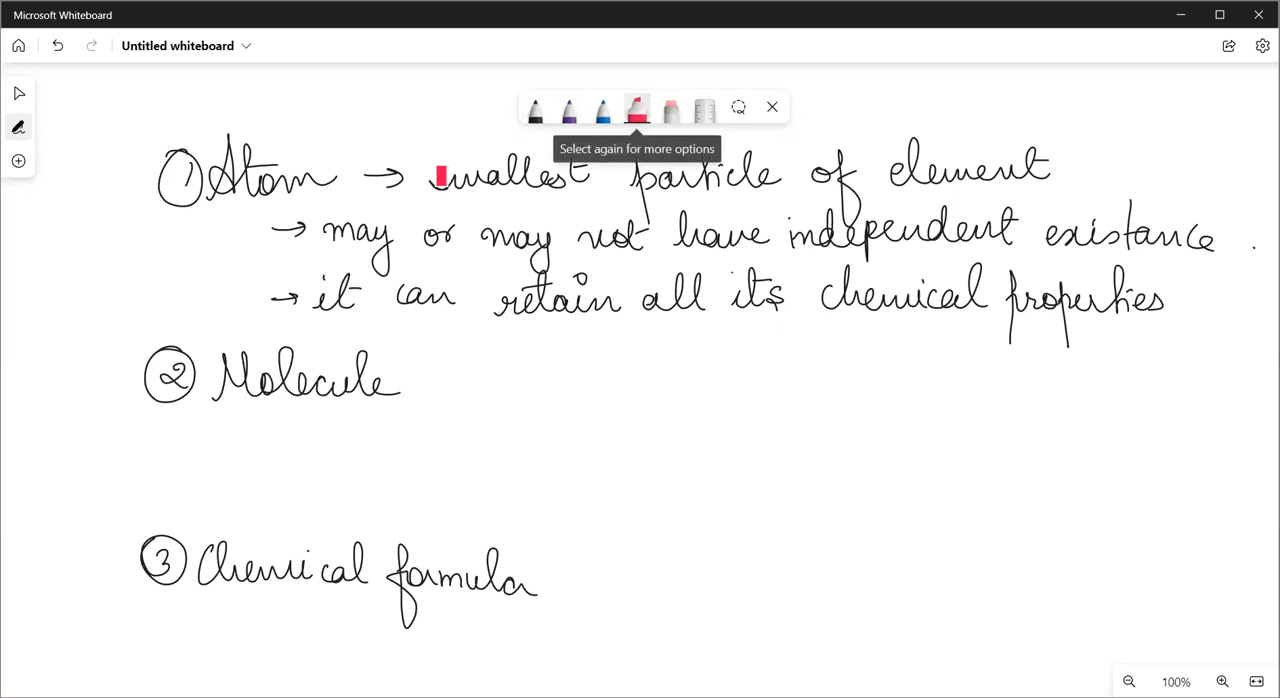 Microsoft Whiteboard
Untitled whiteboard
Select again for more options
① Atom → smallest particle of element
→ may or may not have independent existance .
→ it can retain all its chemical properties
② Molecule
③ Chemical formula
100%